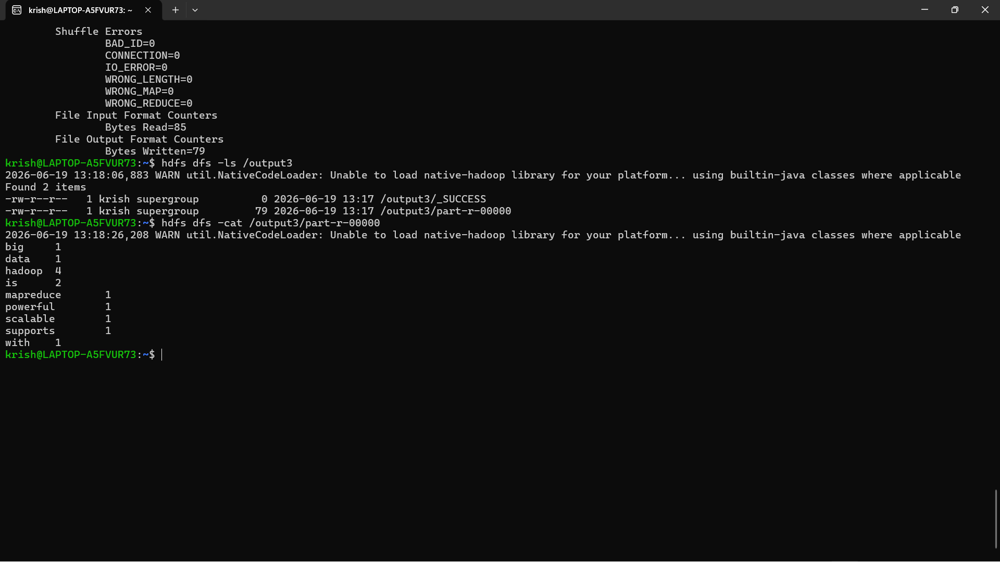 krish@LAPTOP-A5FVUR73: ~
Shuffle Errors
BAD_ID=0
CONNECTION=0
IO_ERROR=0
WRONG_LENGTH=0
WRONG_MAP=0
WRONG_REDUCE=0
File Input Format Counters
Bytes Read=85
File Output Format Counters
Bytes Written=79
krish@LAPTOP-A5FVUR73:~$ hdfs dfs -ls /output3
2026-06-19 13:18:06,883 WARN util.NativeCodeLoader: Unable to load native-hadoop library for your platform... using builtin-java classes where applicable
Found 2 items
-rw-r--r--   1 krish supergroup          0 2026-06-19 13:17 /output3/_SUCCESS
-rw-r--r--   1 krish supergroup         79 2026-06-19 13:17 /output3/part-r-00000
krish@LAPTOP-A5FVUR73:~$ hdfs dfs -cat /output3/part-r-00000
2026-06-19 13:18:26,208 WARN util.NativeCodeLoader: Unable to load native-hadoop library for your platform... using builtin-java classes where applicable
big     1
data    1
hadoop  4
is      2
mapreduce       1
powerful        1
scalable        1
supports        1
with    1
krish@LAPTOP-A5FVUR73:~$